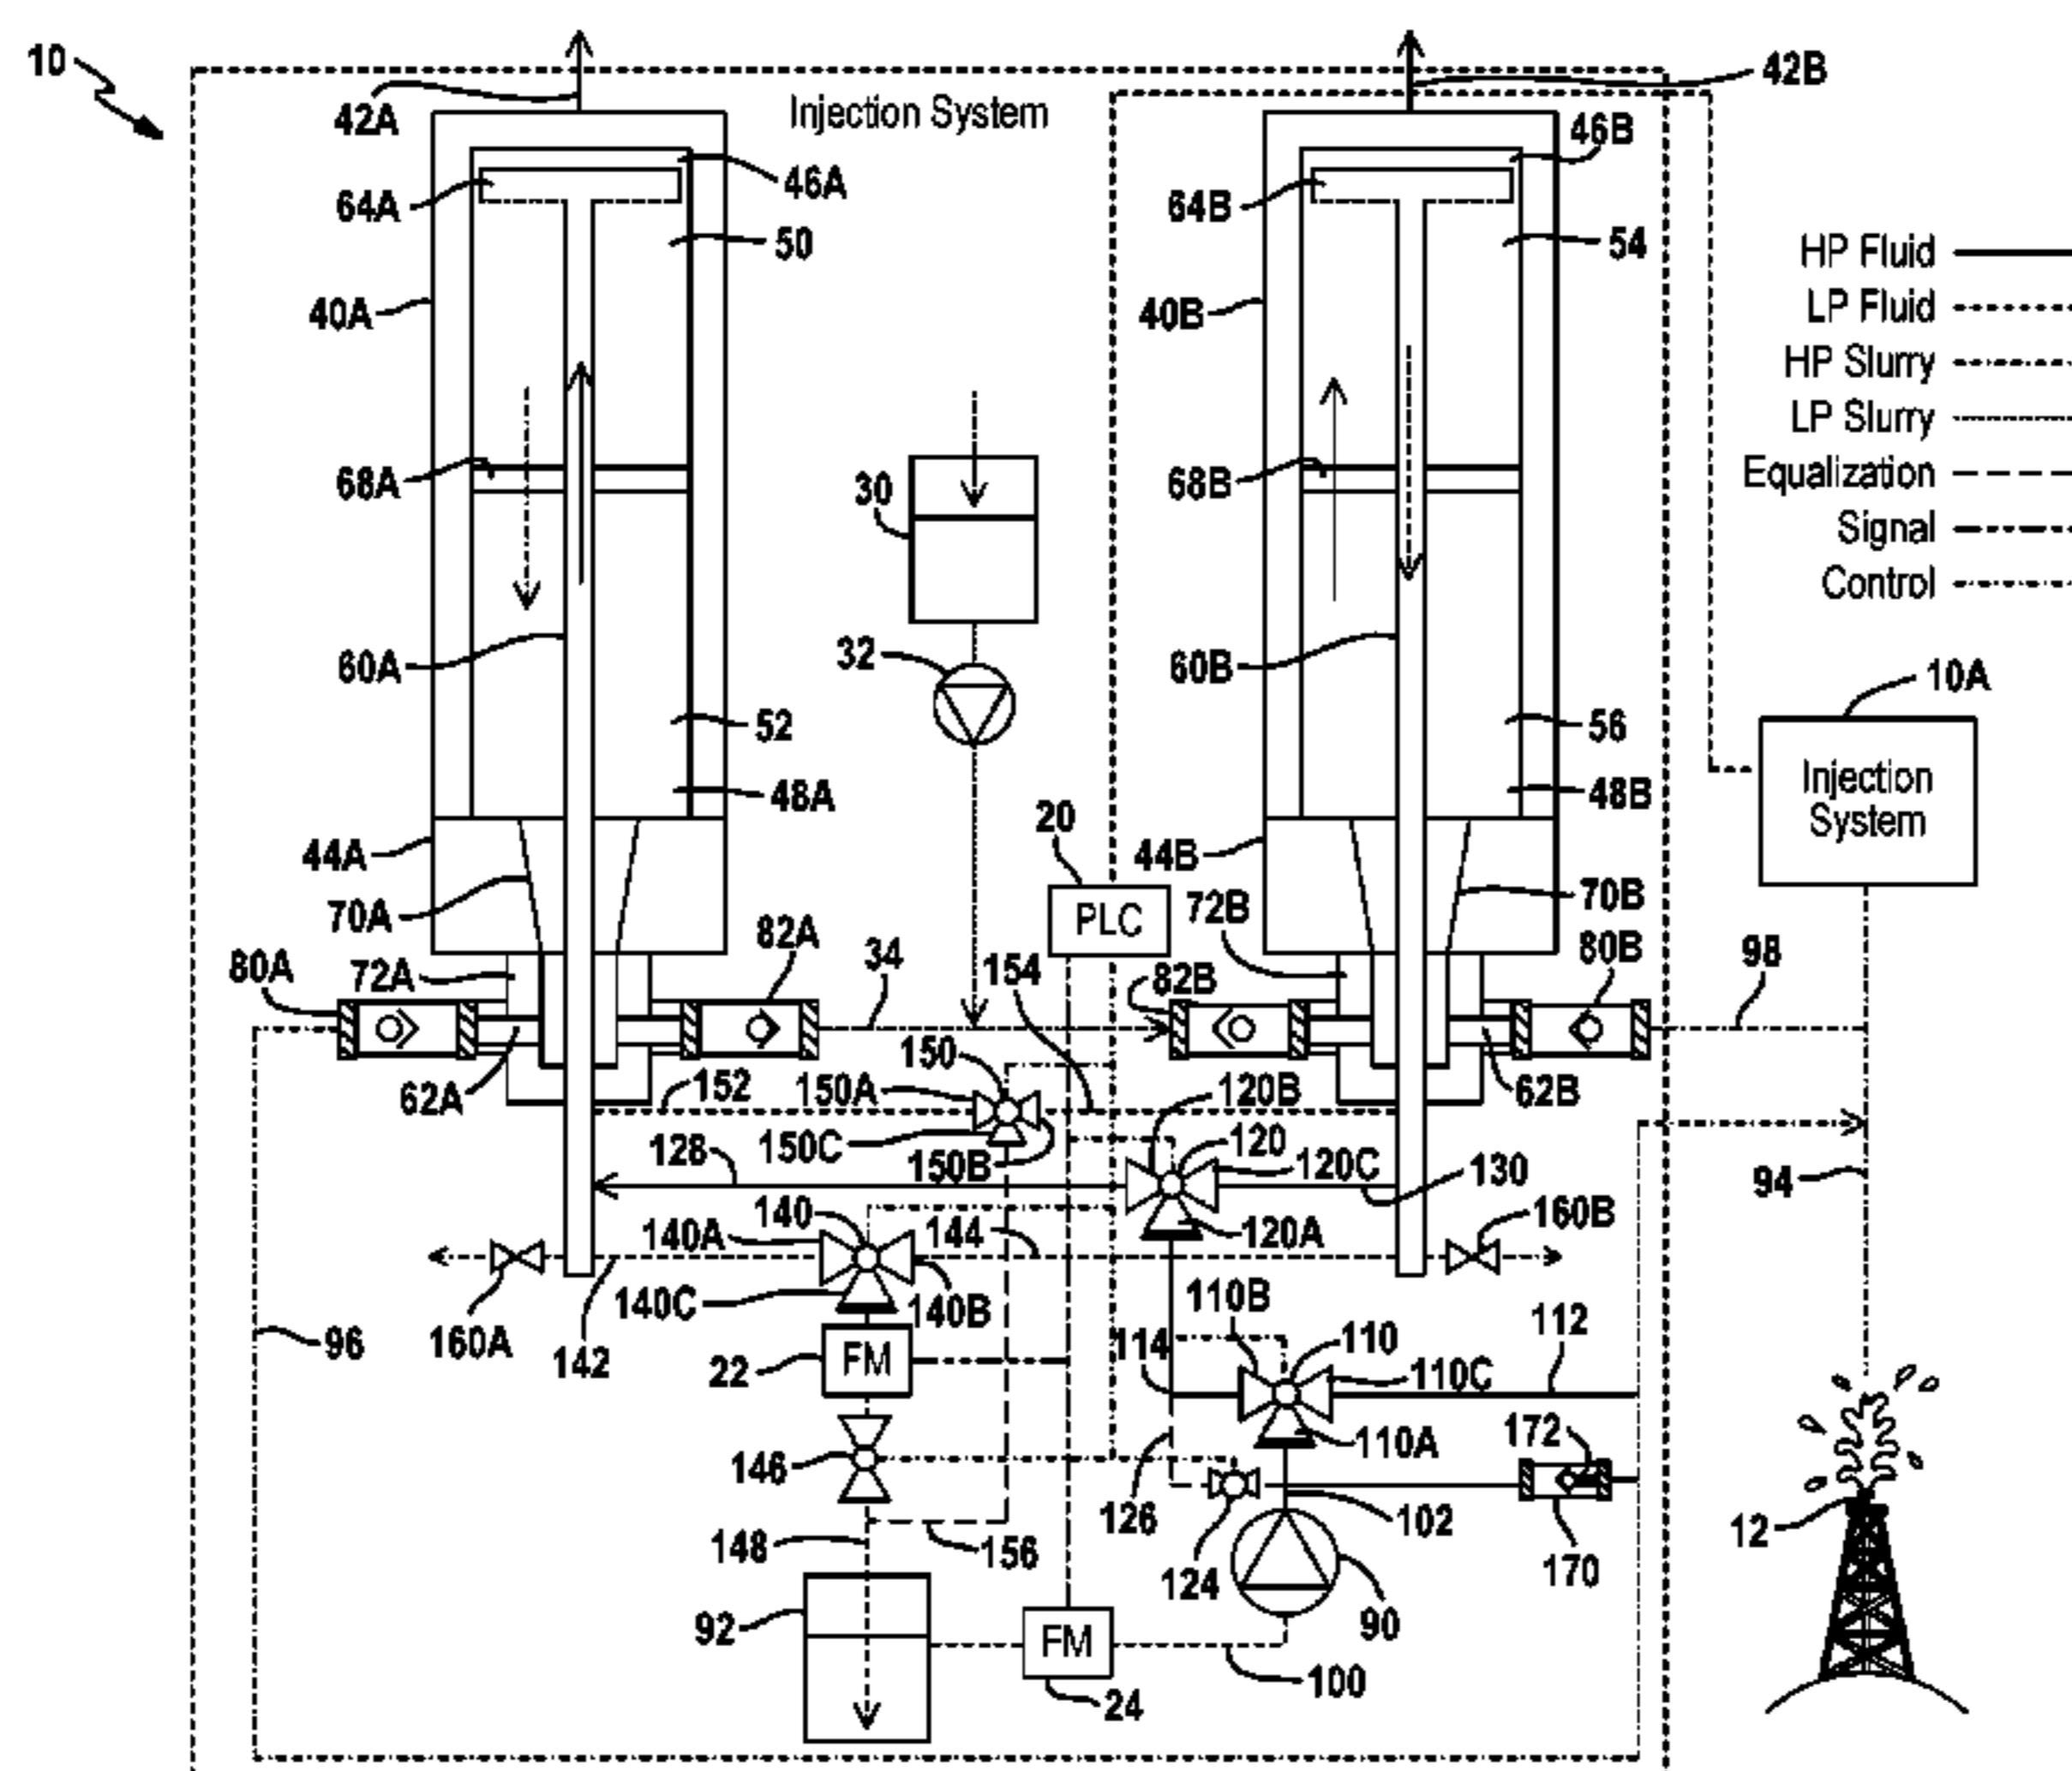 10
42A
Injection System
42B
46B
46A
64A
64B
50
54
HP Fluid
40A
40B
LP Fluid
HP Slurry
LP Slurry
68A
30
68B
Equalization
Signal
Control
60A
32
60B
10A
52
56
Injection
System
48A
48B
20
44A
44B
PLC
70A
72B
70B
80A
72A
82A
34
154
82B
80B
98
62A
152
150A
150
120B
62B
150C
150B
128
120
120C
130
94
140A
140
144
120A
160B
140C
140B
110B
96
160A
142
22
FM
114
110
110C
112
146
110A
172
148
156
126
124
102
170
12
92
FM
90
24
100